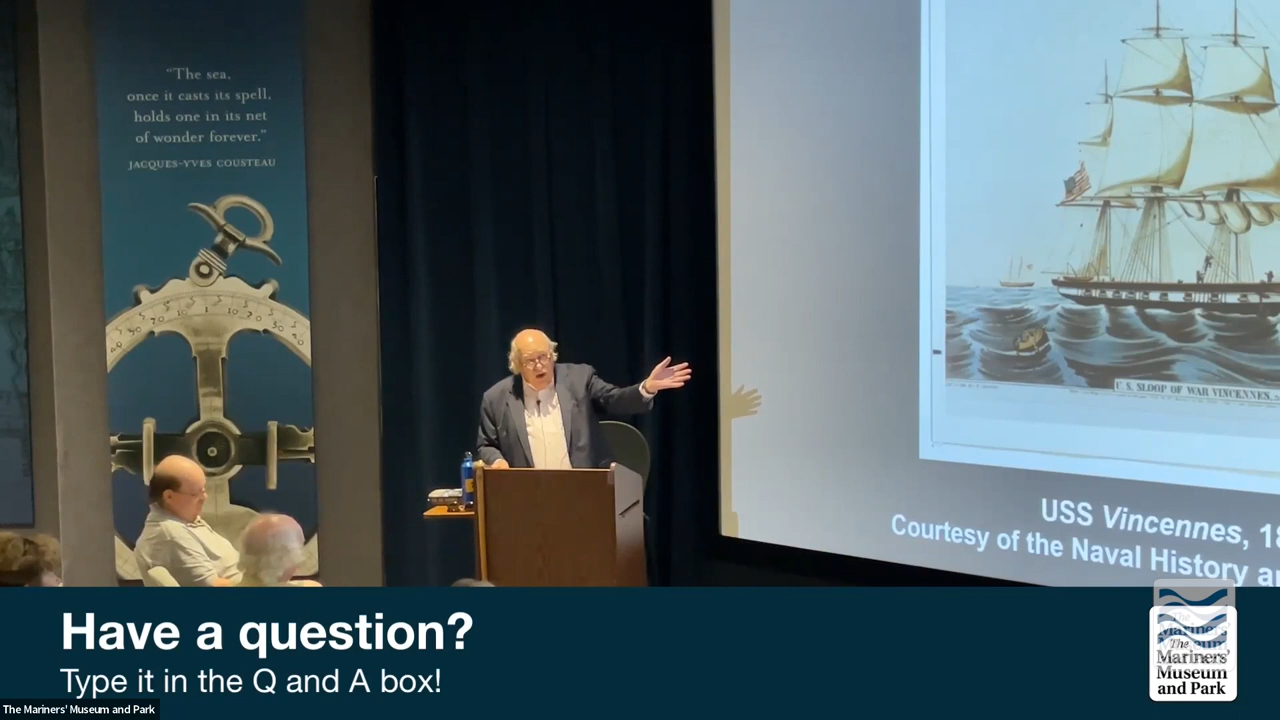 “The sea,
once it casts its spell,
holds one in its net
of wonder forever.”
JACQUES-YVES COUSTEAU
U.S. SLOOP OF WAR VINCENNES
USS Vincennes, 18
Courtesy of the Naval History a
Have a question?
Type it in the Q and A box!
The
Mariners'
Museum
and Park
The Mariners' Museum and Park